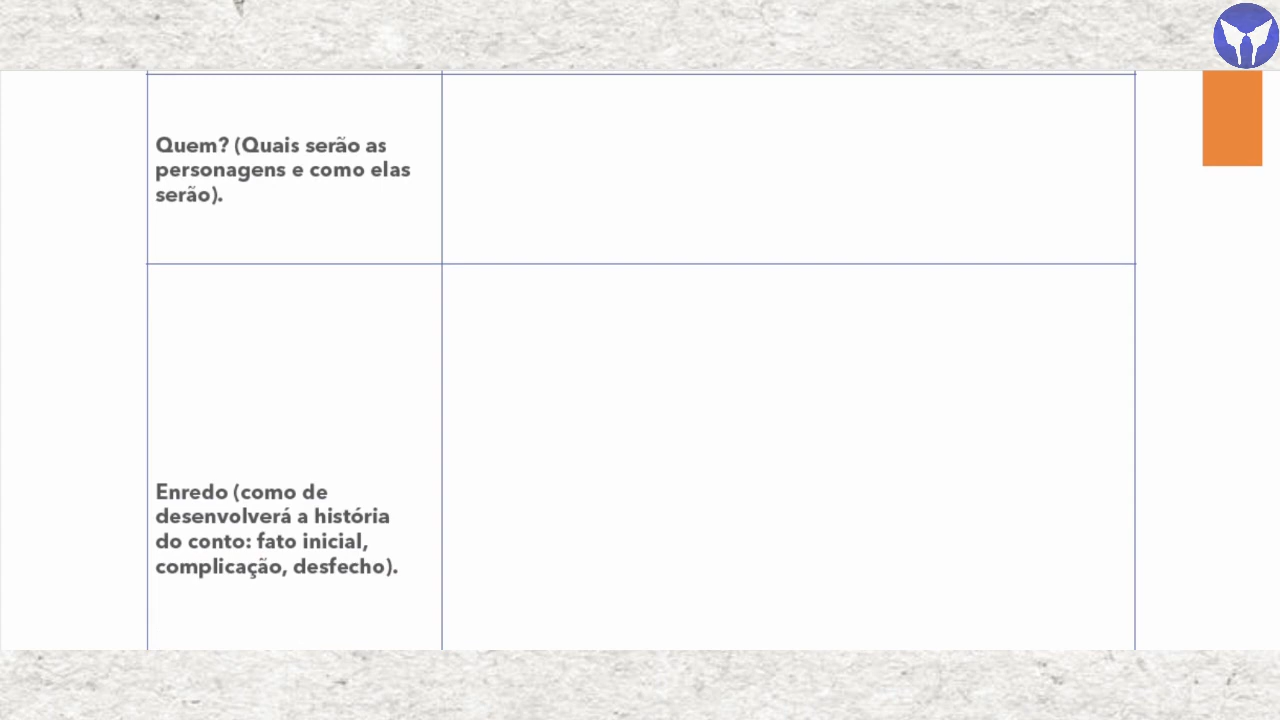 Quem? (Quais serão as
personagens e como elas
serão).
Enredo (como de
desenvolverá a história
do conto: fato inicial,
complicação, desfecho).